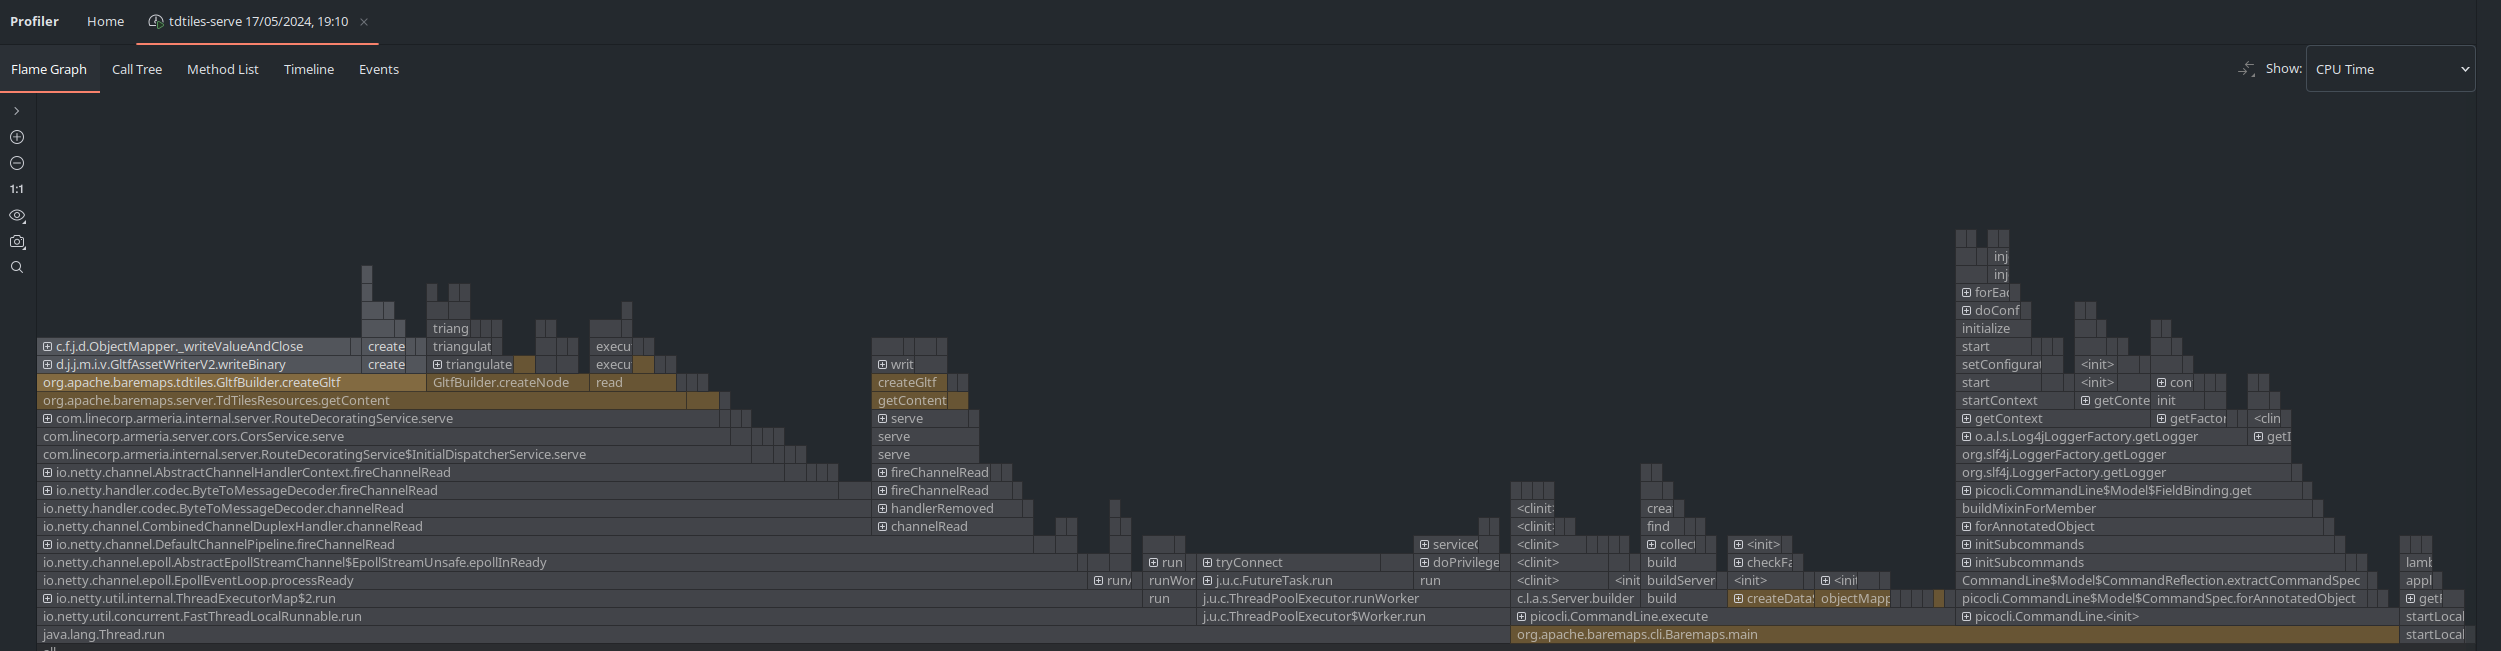 Profiler Home tdtiles-serve 17/05/2024, 19:10
Flame Graph Call Tree Method List Timeline Events Show: CPU Time
1:1
inj
inj
forEac
doConf
triang initialize
c.f.j.d.ObjectMapper._writeValueAndClose create triangulat execu start
d.j.j.m.i.v.GltfAssetWriterV2.writeBinary create triangulate execu writ setConfigurat <init>
org.apache.baremaps.tdtiles.GltfBuilder.createGltf GltfBuilder.createNode read createGltf start <init> con
org.apache.baremaps.server.TdTilesResources.getContent getContent startContext getConte init
com.linecorp.armeria.internal.server.RouteDecoratingService.serve serve getContext getFactor <clin
com.linecorp.armeria.server.cors.CorsService.serve serve o.a.l.s.Log4jLoggerFactory.getLogger getI
com.linecorp.armeria.internal.server.RouteDecoratingService$InitialDispatcherService.serve serve org.slf4j.LoggerFactory.getLogger
io.netty.channel.AbstractChannelHandlerContext.fireChannelRead fireChannelRead org.slf4j.LoggerFactory.getLogger
io.netty.handler.codec.ByteToMessageDecoder.fireChannelRead fireChannelRead picocli.CommandLine$Model$FieldBinding.get
io.netty.handler.codec.ByteToMessageDecoder.channelRead handlerRemoved <clinit> crea buildMixinForMember
io.netty.channel.CombinedChannelDuplexHandler.channelRead channelRead <clinit> find forAnnotatedObject
io.netty.channel.DefaultChannelPipeline.fireChannelRead service <clinit> collect <init> initSubcommands
io.netty.channel.epoll.AbstractEpollStreamChannel$EpollStreamUnsafe.epollInReady run tryConnect doPrivilege <clinit> build checkFa initSubcommands lamb
io.netty.channel.epoll.EpollEventLoop.processReady run runWor j.u.c.FutureTask.run run <clinit> <init buildServer <init> <init CommandLine$Model$CommandReflection.extractCommandSpec appl
io.netty.util.internal.ThreadExecutorMap$2.run run j.u.c.ThreadPoolExecutor.runWorker c.l.a.s.Server.builder build createData objectMapp picocli.CommandLine$Model$CommandSpec.forAnnotatedObject get
io.netty.util.concurrent.FastThreadLocalRunnable.run j.u.c.ThreadPoolExecutor$Worker.run picocli.CommandLine.execute picocli.CommandLine.<init> startLocal
java.lang.Thread.run org.apache.baremaps.cli.Baremaps.main startLocal